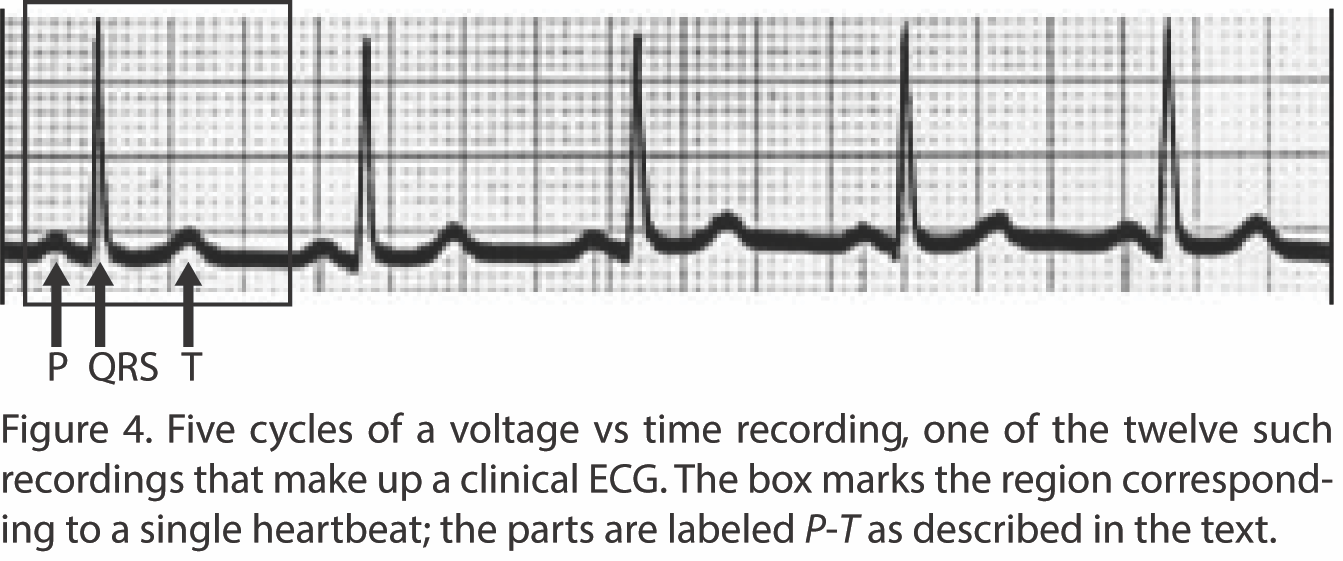 P QRS T
Figure 4. Five cycles of a voltage vs time recording, one of the twelve such
recordings that make up a clinical ECG. The box marks the region correspond-
ing to a single heartbeat; the parts are labeled P-T as described in the text.